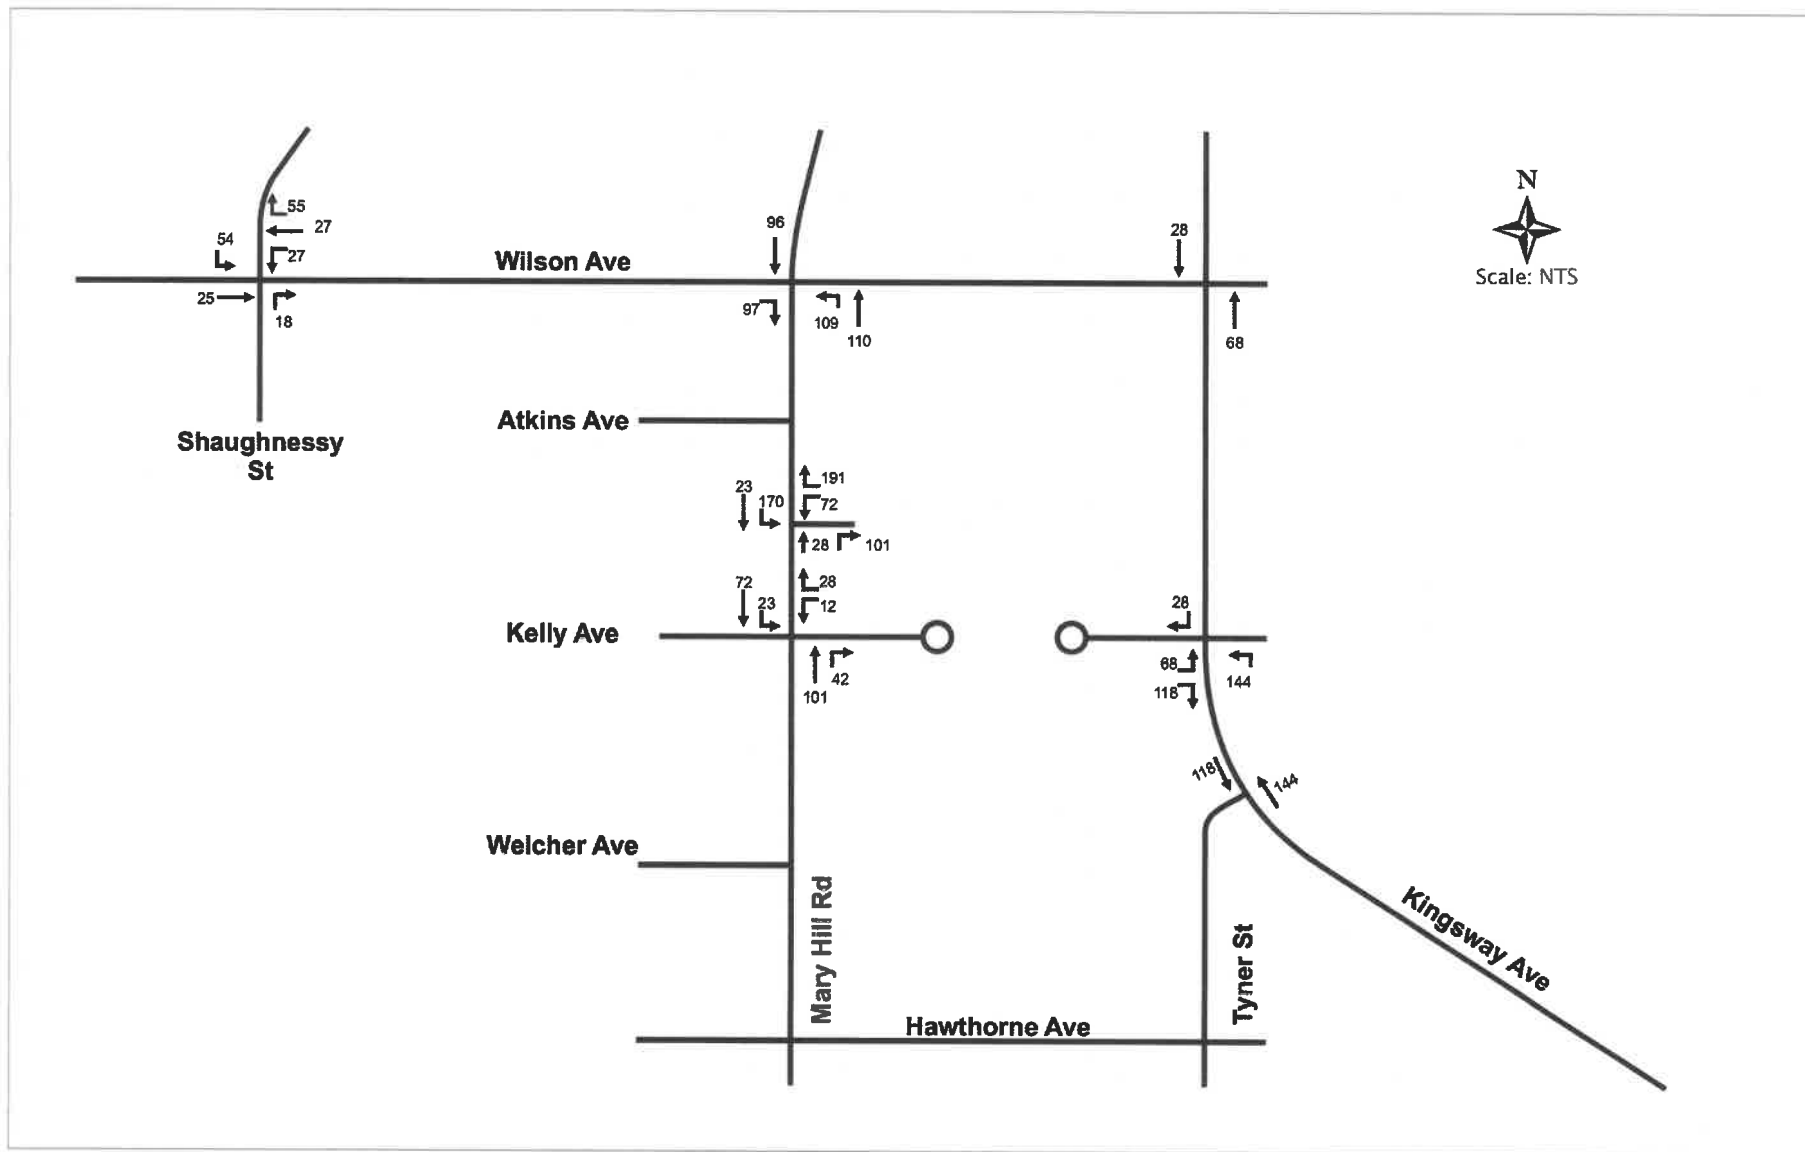 N
Scale: NTS
55
27
54
27
25
18
Wilson Ave
96
97
109
110
28
68
Shaughnessy
St
Atkins Ave
191
23
170
72
28
101
72
28
23
12
Kelly Ave
42
101
28
68
144
118
118
144
Welcher Ave
Mary Hill Rd
Tyner St
Kingsway Ave
Hawthorne Ave